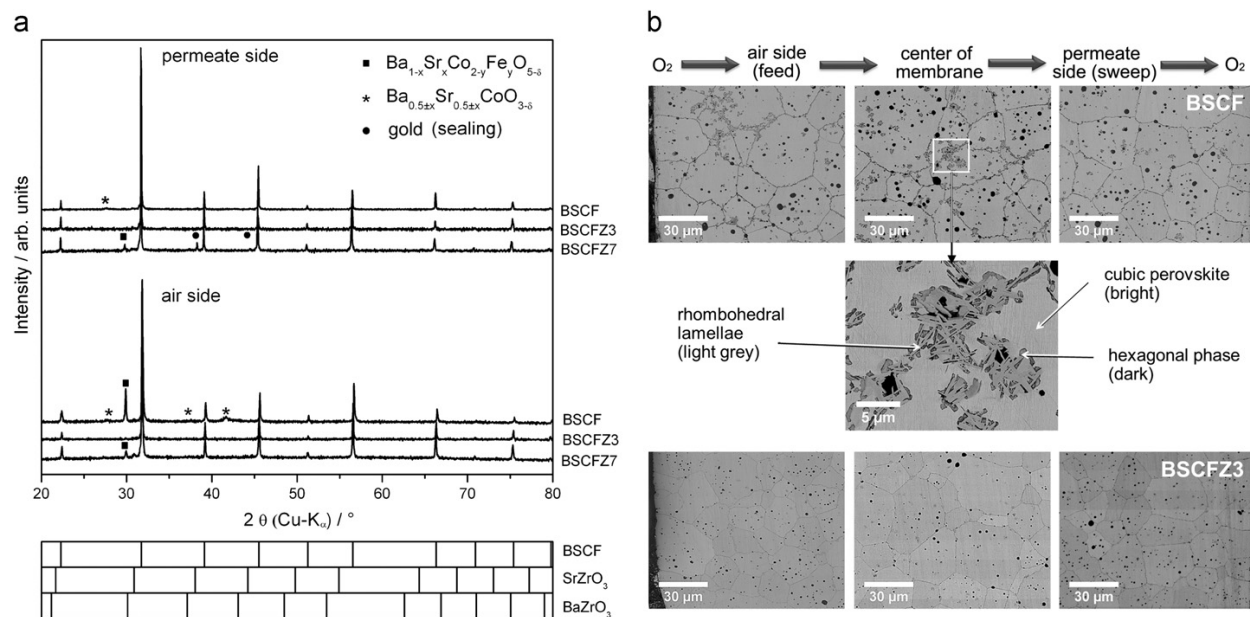 a
permeate side
■ Ba₁₋ₓSrₓCo₂₋ᵧFeᵧO₅₋δ
* Ba₀.₅±ₓSr₀.₅±ₓCoO₃₋δ
● gold (sealing)
*
BSCF
BSCFZ3
■ ● ●
BSCFZ7
air side
■
* * *
BSCF
BSCFZ3
■
BSCFZ7
Intensity / arb. units
20 30 40 50 60 70 80
2 θ (Cu-Kα) / °
BSCF
SrZrO₃
BaZrO₃
b
O₂
air side
(feed)
center of
membrane
permeate
side (sweep)
O₂
BSCF
30 μm
30 μm
30 μm
rhombohedral
lamellae
(light grey)
cubic perovskite
(bright)
hexagonal phase
(dark)
5 μm
BSCFZ3
30 μm
30 μm
30 μm